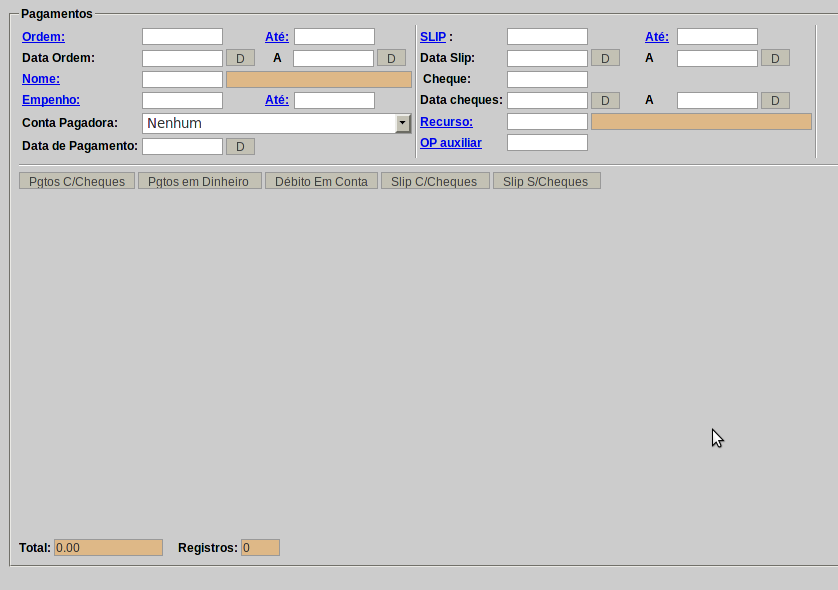 Pagamentos
Ordem: Até:
Data Ordem: D A D
Nome:
Empenho: Até:
Conta Pagadora: Nenhum
Data de Pagamento: D
SLIP : Até:
Data Slip: D A D
Cheque:
Data cheques: D A D
Recurso:
OP auxiliar
Pgtos C/Cheques Pgtos em Dinheiro Débito Em Conta Slip C/Cheques Slip S/Cheques
Total: 0.00 Registros: 0